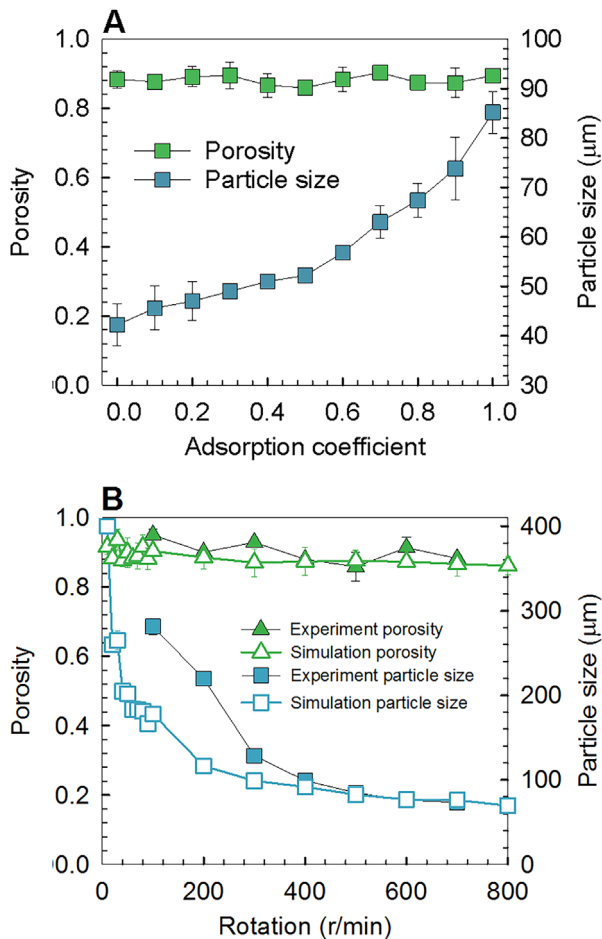 A
1.0
0.8
0.6
0.4
0.2
0.0
Porosity
Porosity
Particle size
100
90
80
70
60
50
40
30
Particle size (μm)
0.0 0.2 0.4 0.6 0.8 1.0
Adsorption coefficient
B
1.0
0.8
0.6
0.4
0.2
0.0
Porosity
Experiment porosity
Simulation porosity
Experiment particle size
Simulation particle size
400
300
200
100
0
Particle size (μm)
0 200 400 600 800
Rotation (r/min)